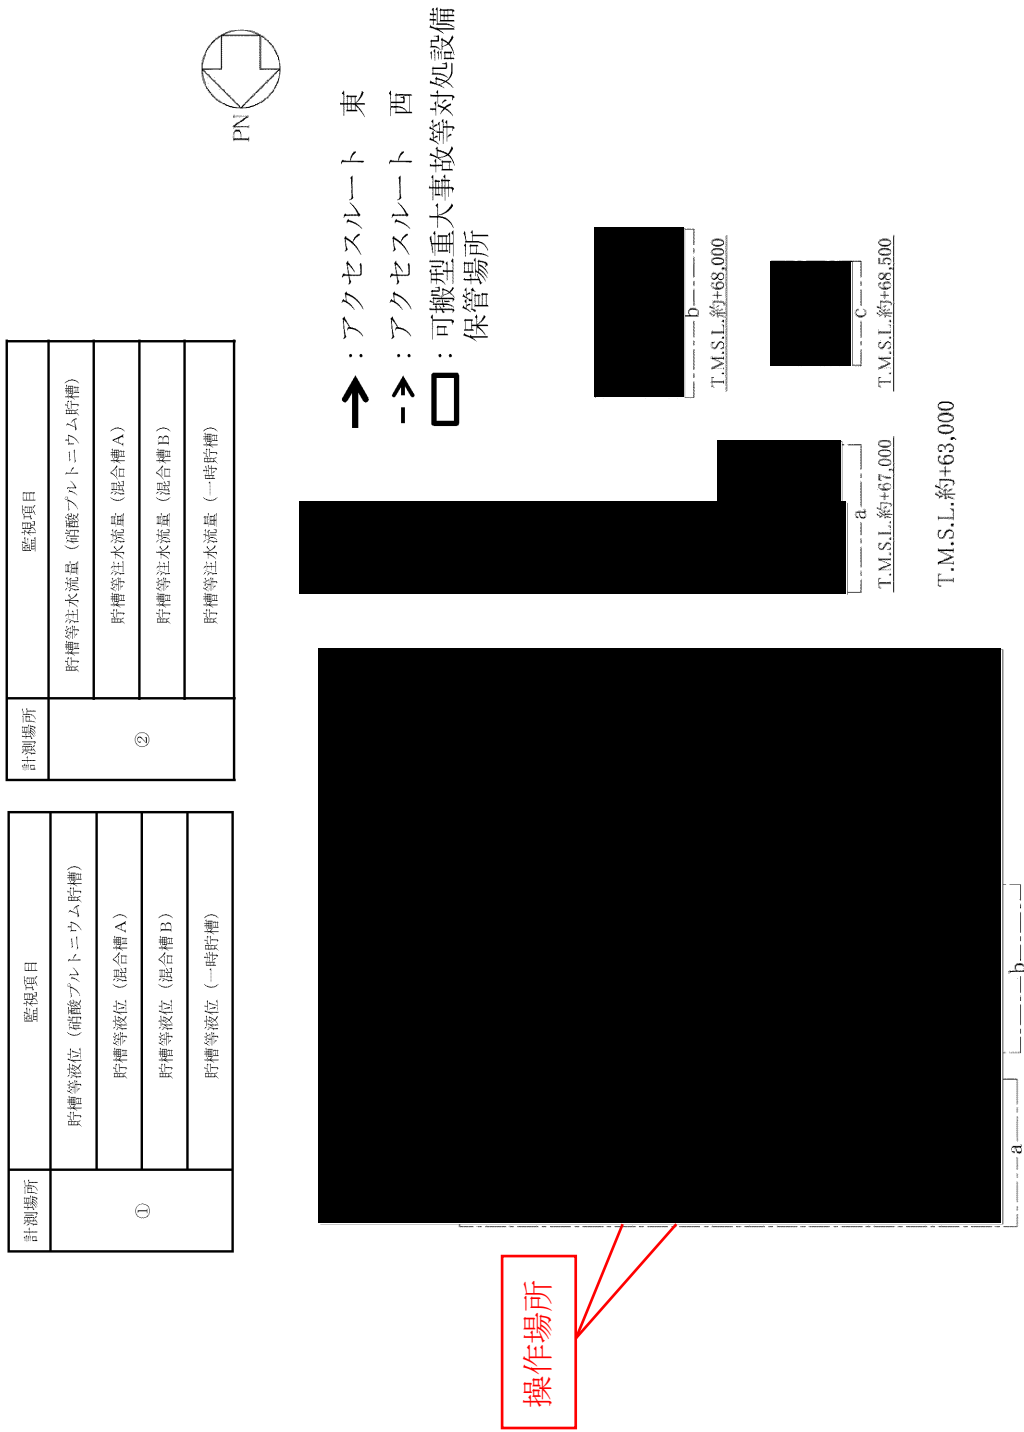 計測場所 監視項目
① 貯槽等液位（硝酸プルトニウム貯槽）
貯槽等液位（混合槽A）
貯槽等液位（混合槽B）
貯槽等液位（一時貯槽）
計測場所 監視項目
② 貯槽等注水流量（硝酸プルトニウム貯槽）
貯槽等注水流量（混合槽A）
貯槽等注水流量（混合槽B）
貯槽等注水流量（一時貯槽）
PN
：アクセスルート　東
：アクセスルート　西
：可搬型重大事故等対処設備
保管場所
b
T.M.S.L.約+68,000
c
T.M.S.L.約+68,500
a
T.M.S.L.約+67,000
T.M.S.L.約+63,000
操作場所
a
b